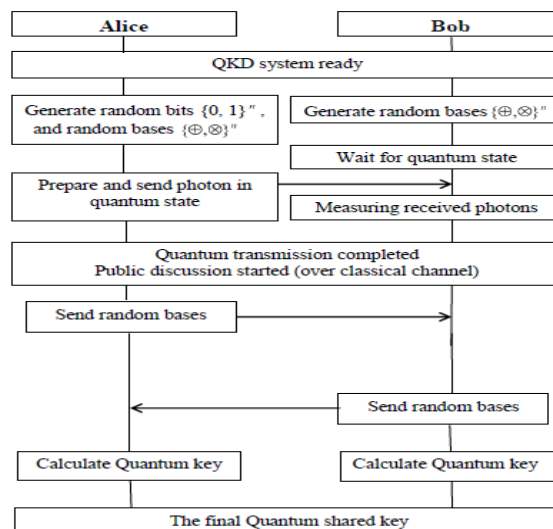 Alice
Bob
QKD system ready
Generate random bits {0, 1}ⁿ ,
and random bases {⊕,⊗}ⁿ
Generate random bases{⊕,⊗}ⁿ
Wait for quantum state
Prepare and send photon in
quantum state
Measuring received photons
Quantum transmission completed
Public discussion started (over classical channel)
Send random bases
Send random bases
Calculate Quantum key
Calculate Quantum key
The final Quantum shared key